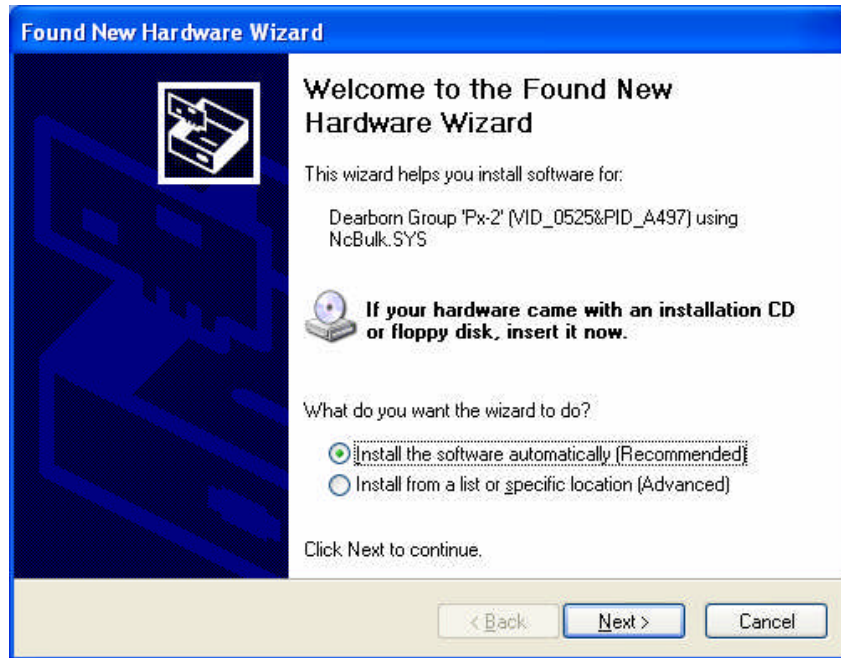 Found New Hardware Wizard
Welcome to the Found New
Hardware Wizard
This wizard helps you install software for:
Dearborn Group 'Px-2' (VID_0525&PID_A497) using
NcBulk.SYS
If your hardware came with an installation CD
or floppy disk, insert it now.
What do you want the wizard to do?
Install the software automatically (Recommended)
Install from a list or specific location (Advanced)
Click Next to continue.
< Back Next > Cancel